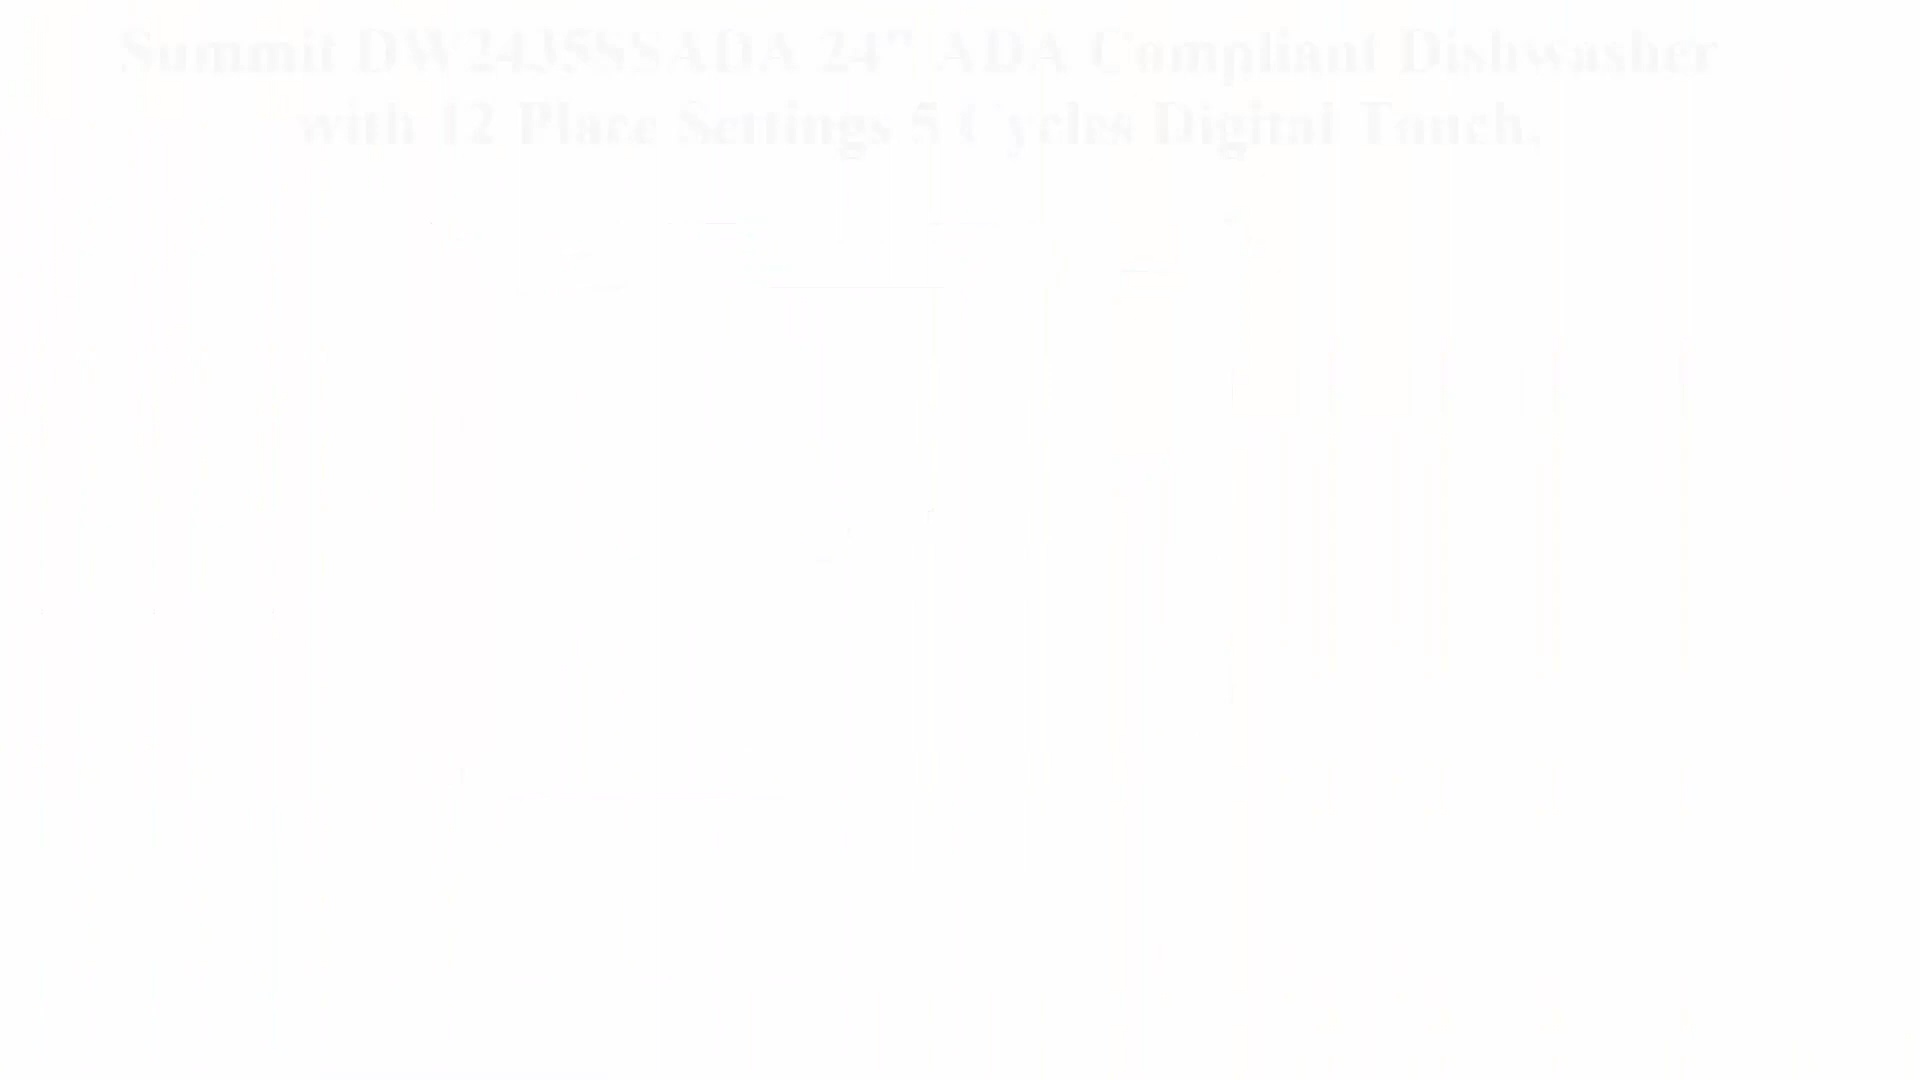 Summit DW2435SSADA 24" ADA Compliant Dishwasher
with 12 Place Settings 5 Cycles Digital Touch.